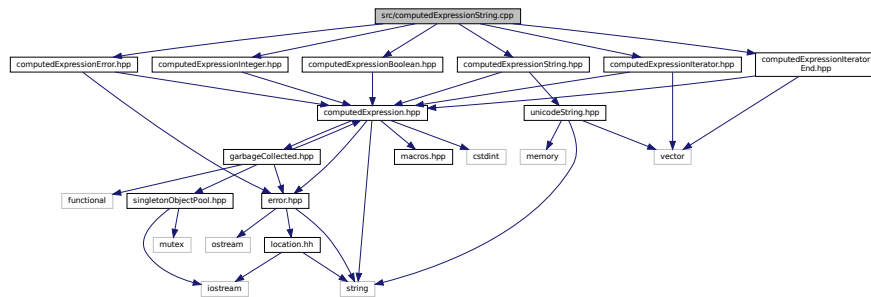 src/computedExpressionString.cpp
computedExpressionError.hpp
computedExpressionInteger.hpp
computedExpressionBoolean.hpp
computedExpressionString.hpp
computedExpressionIterator.hpp
computedExpressionIterator
End.hpp
computedExpression.hpp
unicodeString.hpp
garbageCollected.hpp
macros.hpp
cstdint
memory
vector
functional
singletonObjectPool.hpp
error.hpp
mutex
ostream
location.hh
iostream
string